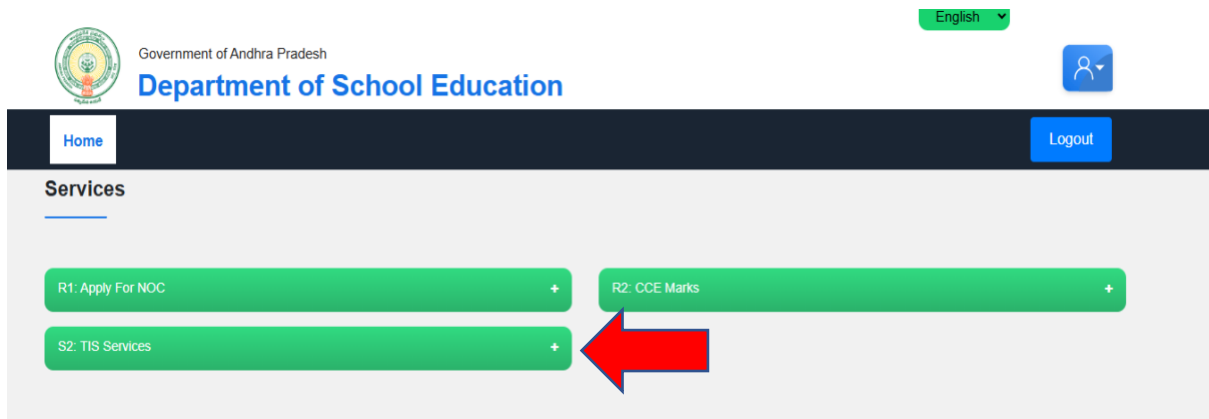 English
Government of Andhra Pradesh
Department of School Education
Home
Logout
Services
R1: Apply For NOC +
R2: CCE Marks +
S2: TIS Services +